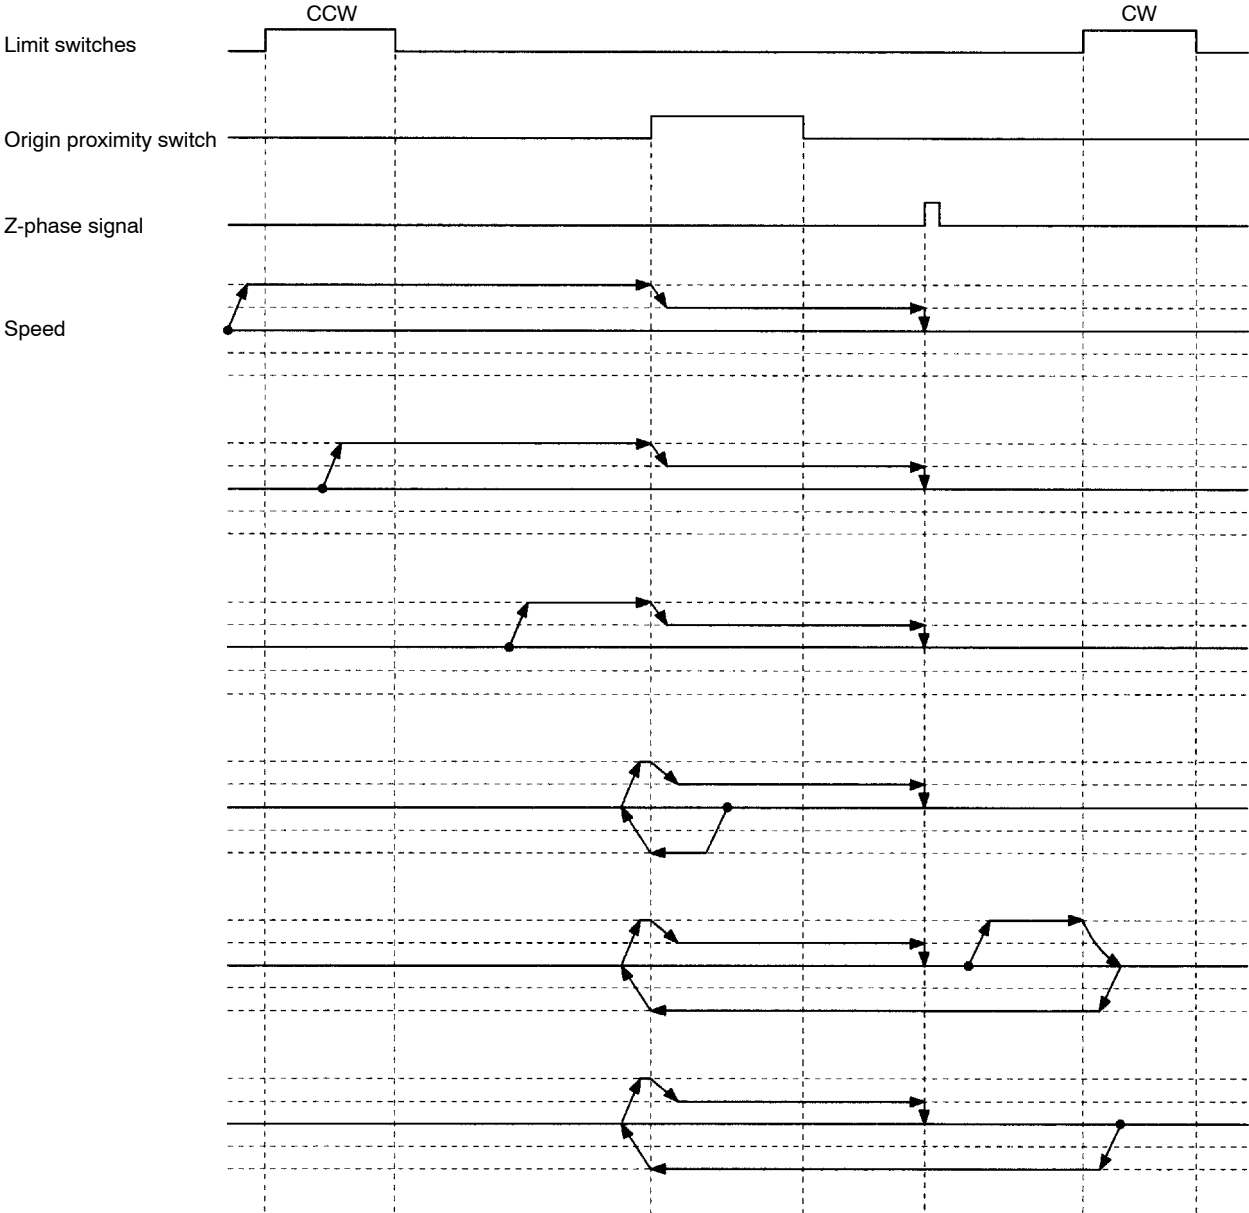 CCW
CW
Limit switches
Origin proximity switch
Z-phase signal
Speed